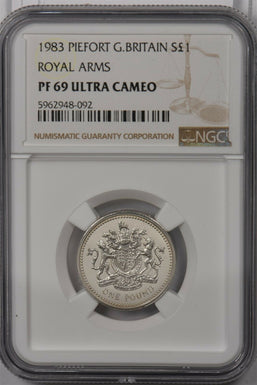 1983 PIEFORT G.BRITAIN S£1
ROYAL ARMS
PF 69 ULTRA CAMEO
5962948-092
NUMISMATIC GUARANTY CORPORATION
NGC
ONE POUND